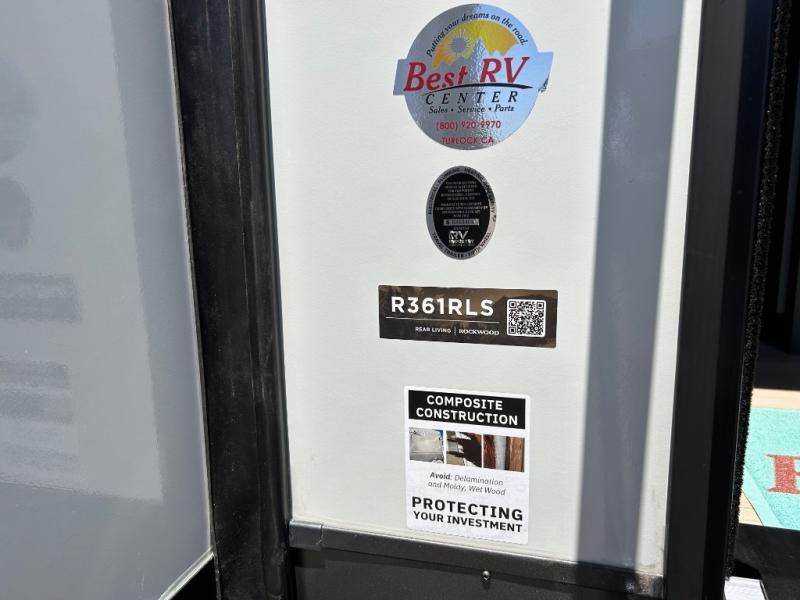 Putting your dreams on the road.
Best RV
CENTER
Sales • Service • Parts
(800) 920-9970
TURLOCK, CA
RV
R361RLS
REAR LIVING | ROCKWOOD
COMPOSITE
CONSTRUCTION
Avoid: Delamination
and Moldy, Wet Wood
PROTECTING
YOUR INVESTMENT